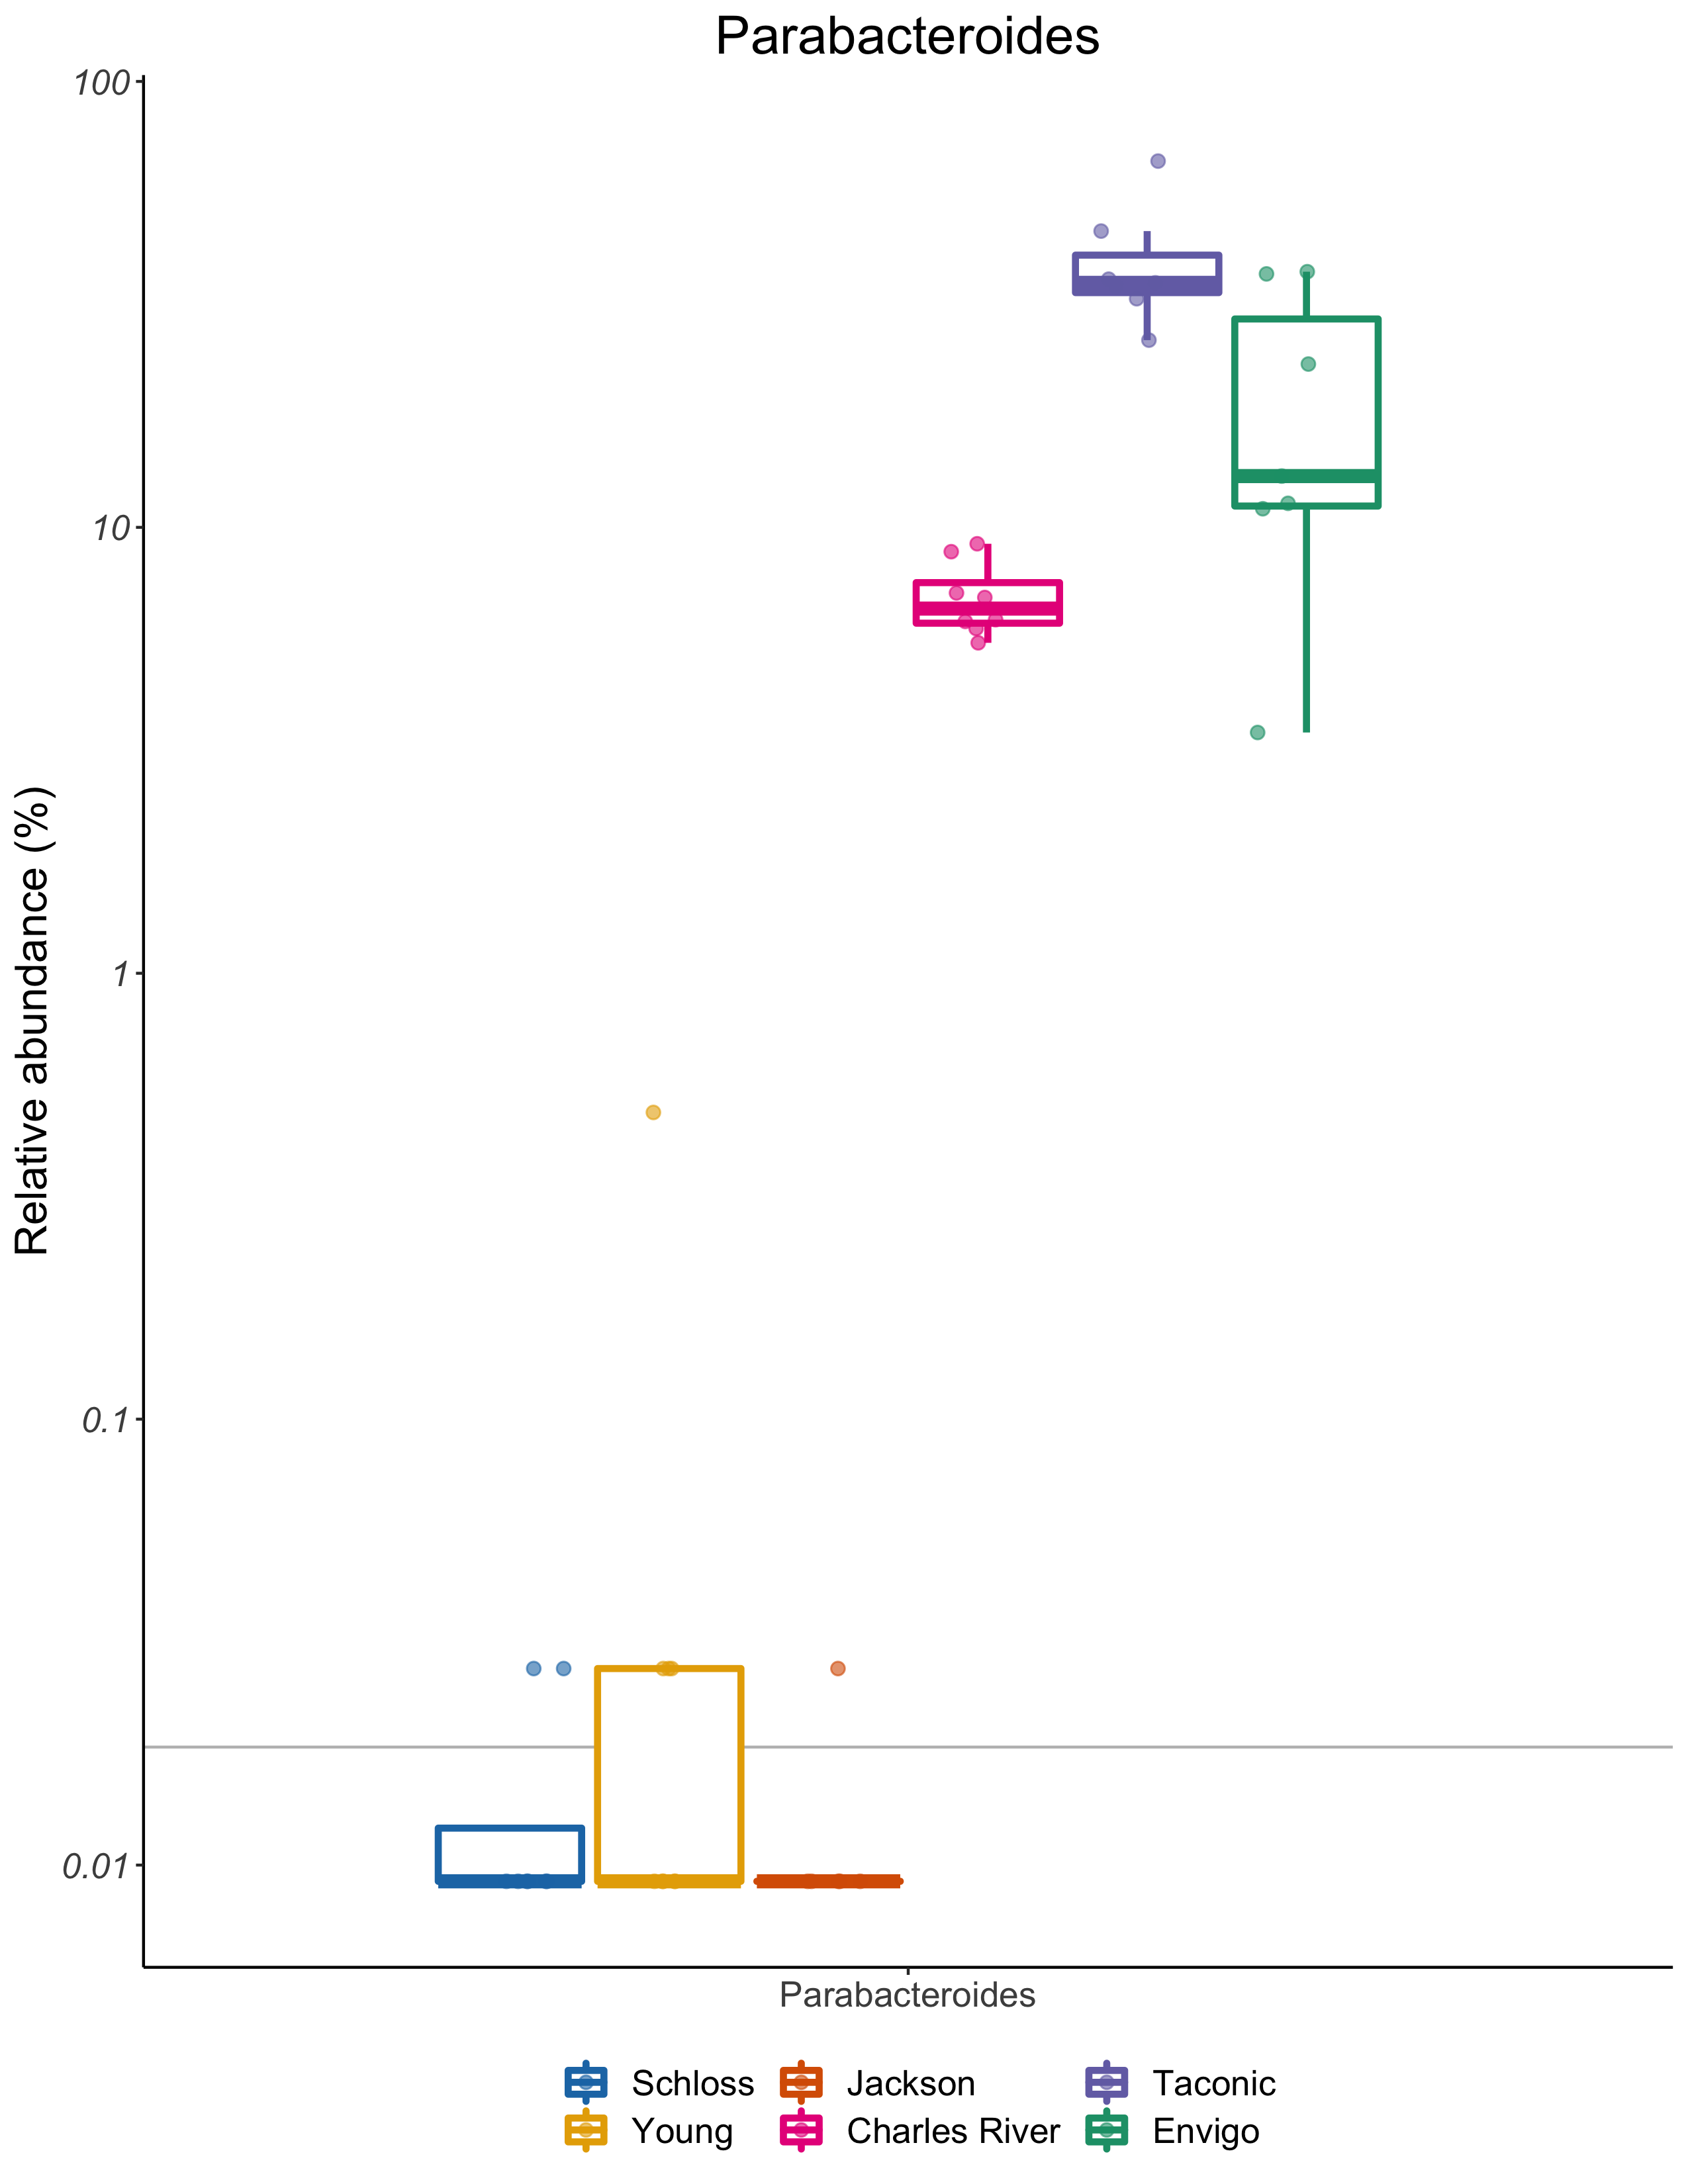 Parabacteroides
100
10
1
0.1
0.01
Relative abundance (%)
Parabacteroides
Schloss
Jackson
Taconic
Young
Charles River
Envigo